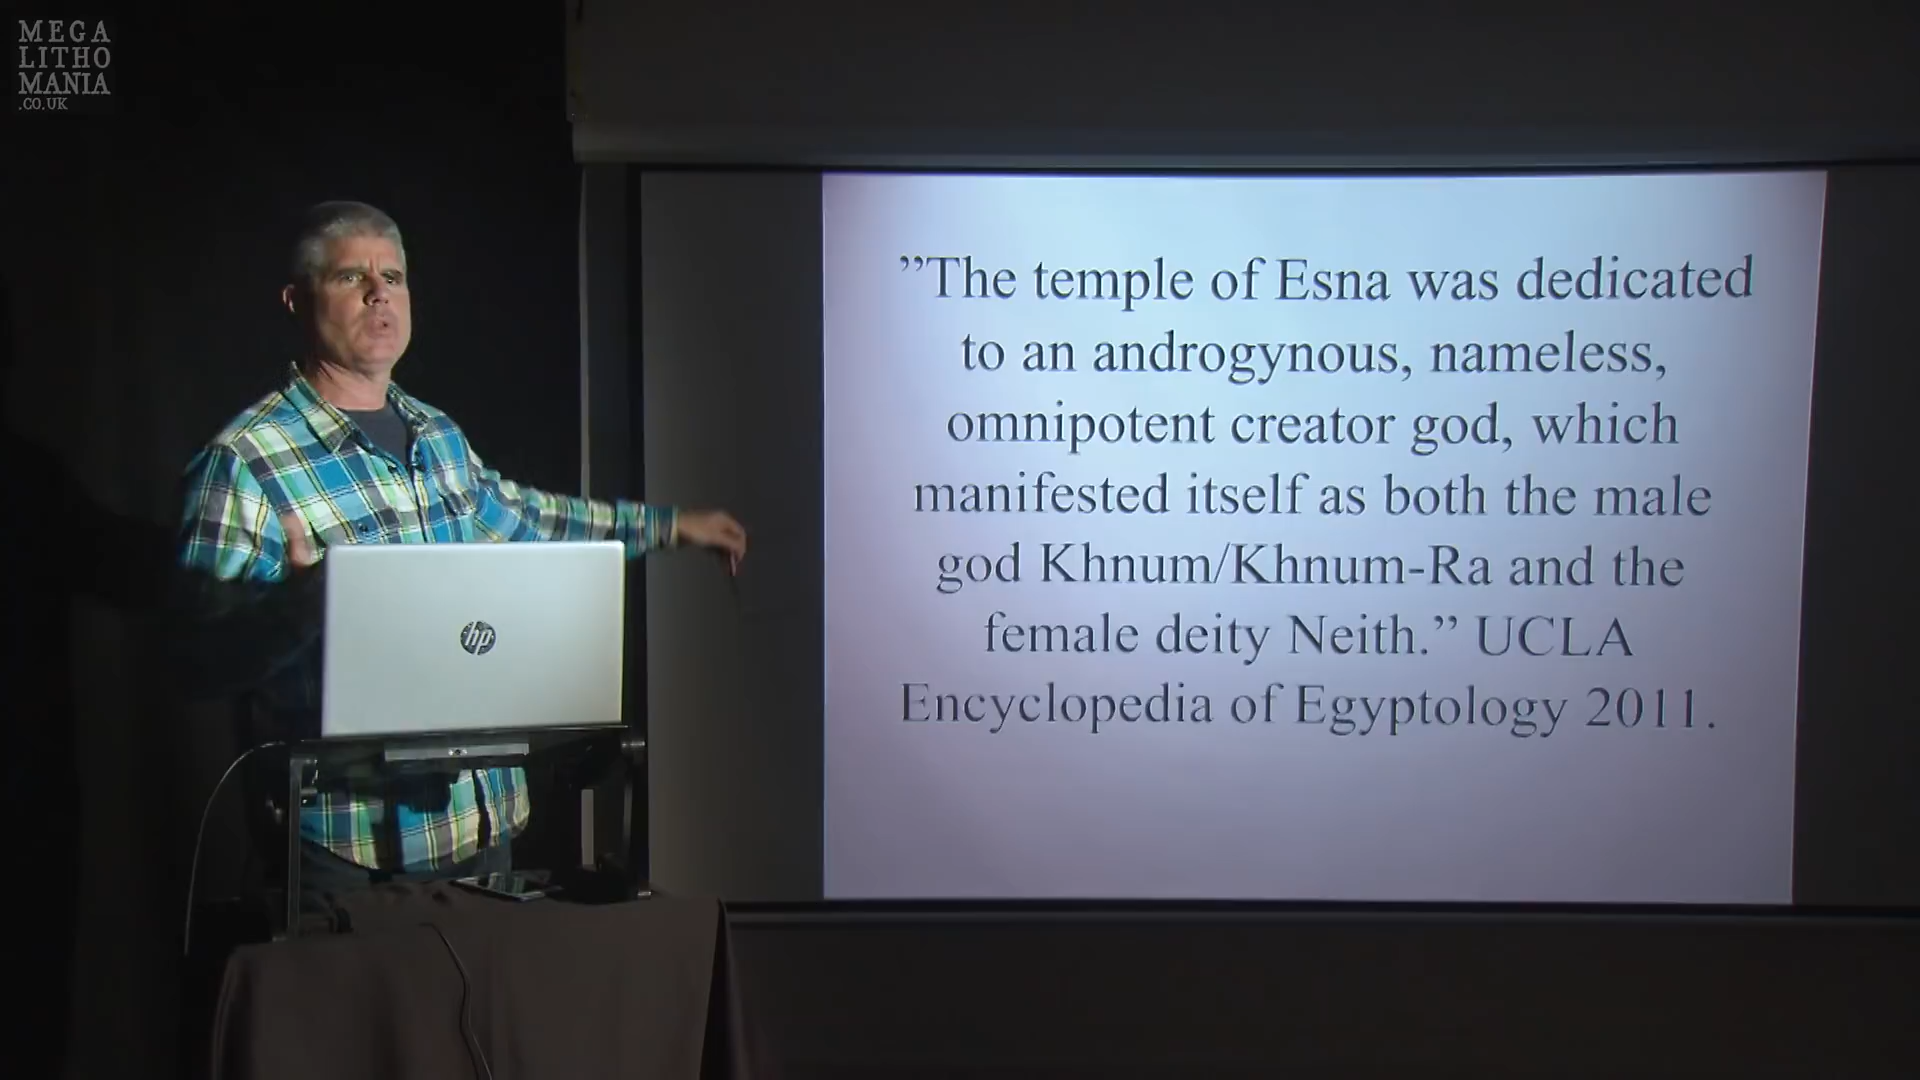 MEGA
LITHO
MANIA
.CO.UK
”The temple of Esna was dedicated
to an androgynous, nameless,
omnipotent creator god, which
manifested itself as both the male
god Khnum/Khnum-Ra and the
female deity Neith.” UCLA
Encyclopedia of Egyptology 2011.
hp